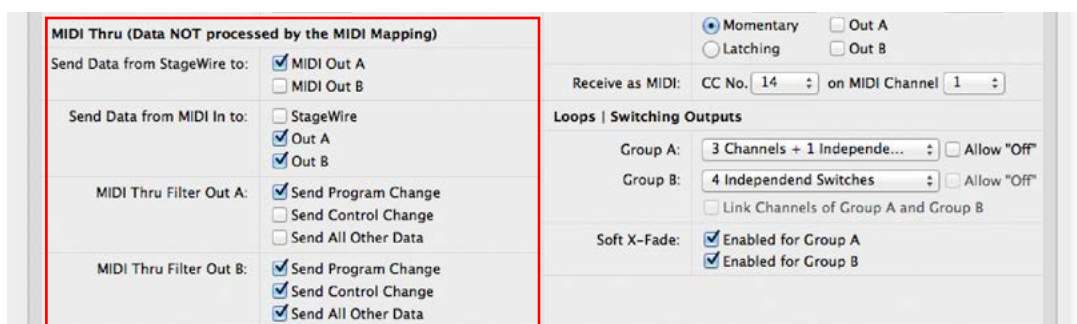 MIDI Thru (Data NOT processed by the MIDI Mapping)
Send Data from StageWire to:
MIDI Out A
MIDI Out B
Send Data from MIDI In to:
StageWire
Out A
Out B
MIDI Thru Filter Out A:
Send Program Change
Send Control Change
Send All Other Data
MIDI Thru Filter Out B:
Send Program Change
Send Control Change
Send All Other Data
Momentary
Out A
Latching
Out B
Receive as MIDI: CC No. 14 on MIDI Channel 1
Loops | Switching Outputs
Group A: 3 Channels + 1 Independe... Allow "Off"
Group B: 4 Independend Switches Allow "Off"
Link Channels of Group A and Group B
Soft X-Fade:
Enabled for Group A
Enabled for Group B